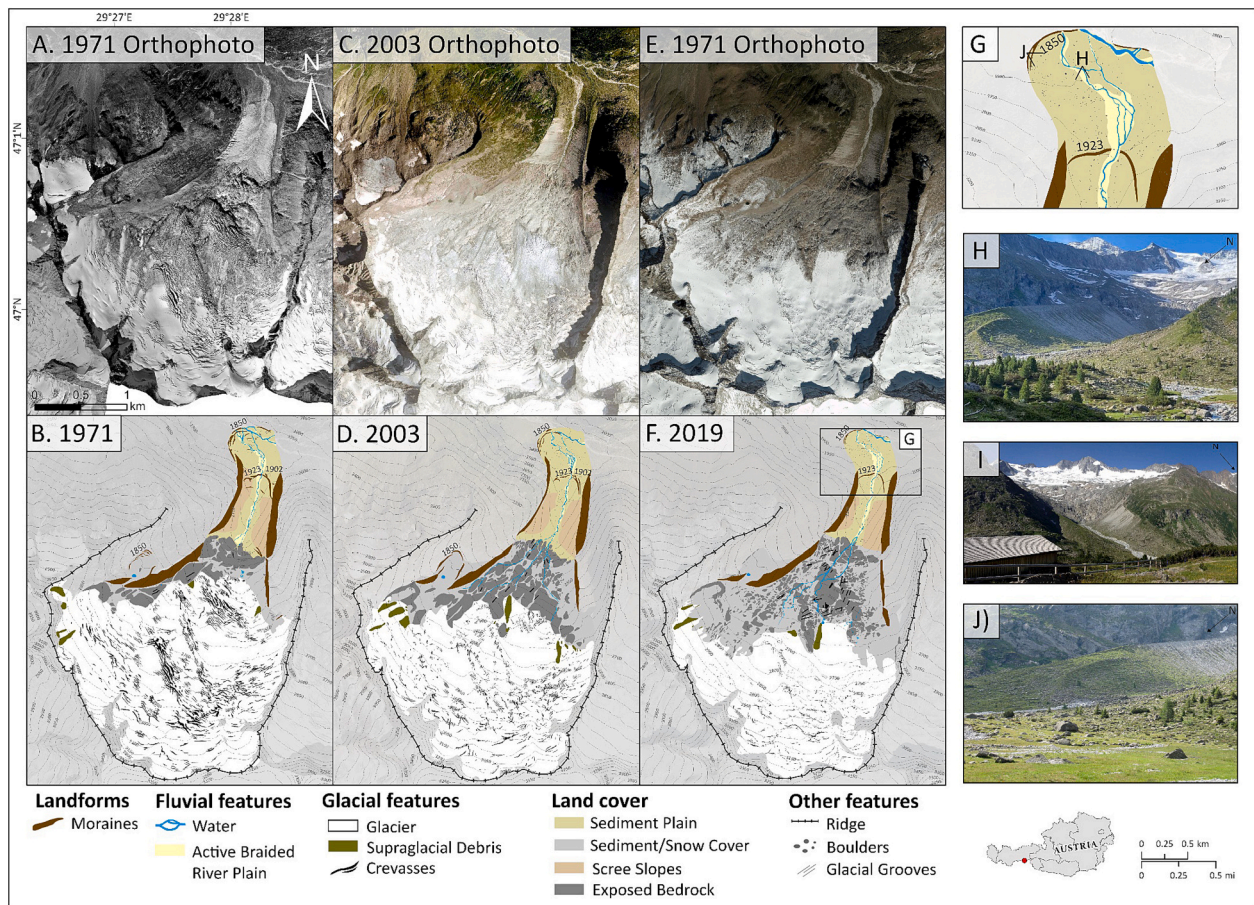 29°27'E 29°28'E
A. 1971 Orthophoto
C. 2003 Orthophoto
E. 1971 Orthophoto
N
47°1'N
47°N
0 0.5 1
km
B. 1971
D. 2003
F. 2019
G
1850
1923 1902
1850
1850
1923 1902
1850
1850
1923
G
J
1850
H
1923
H
N
I
N
J)
N
Landforms
Moraines
Fluvial features
Water
Active Braided
River Plain
Glacial features
Glacier
Supraglacial Debris
Crevasses
Land cover
Sediment Plain
Sediment/Snow Cover
Scree Slopes
Exposed Bedrock
Other features
Ridge
Boulders
Glacial Grooves
AUSTRIA
0 0.25 0.5 km
0 0.25 0.5 mi